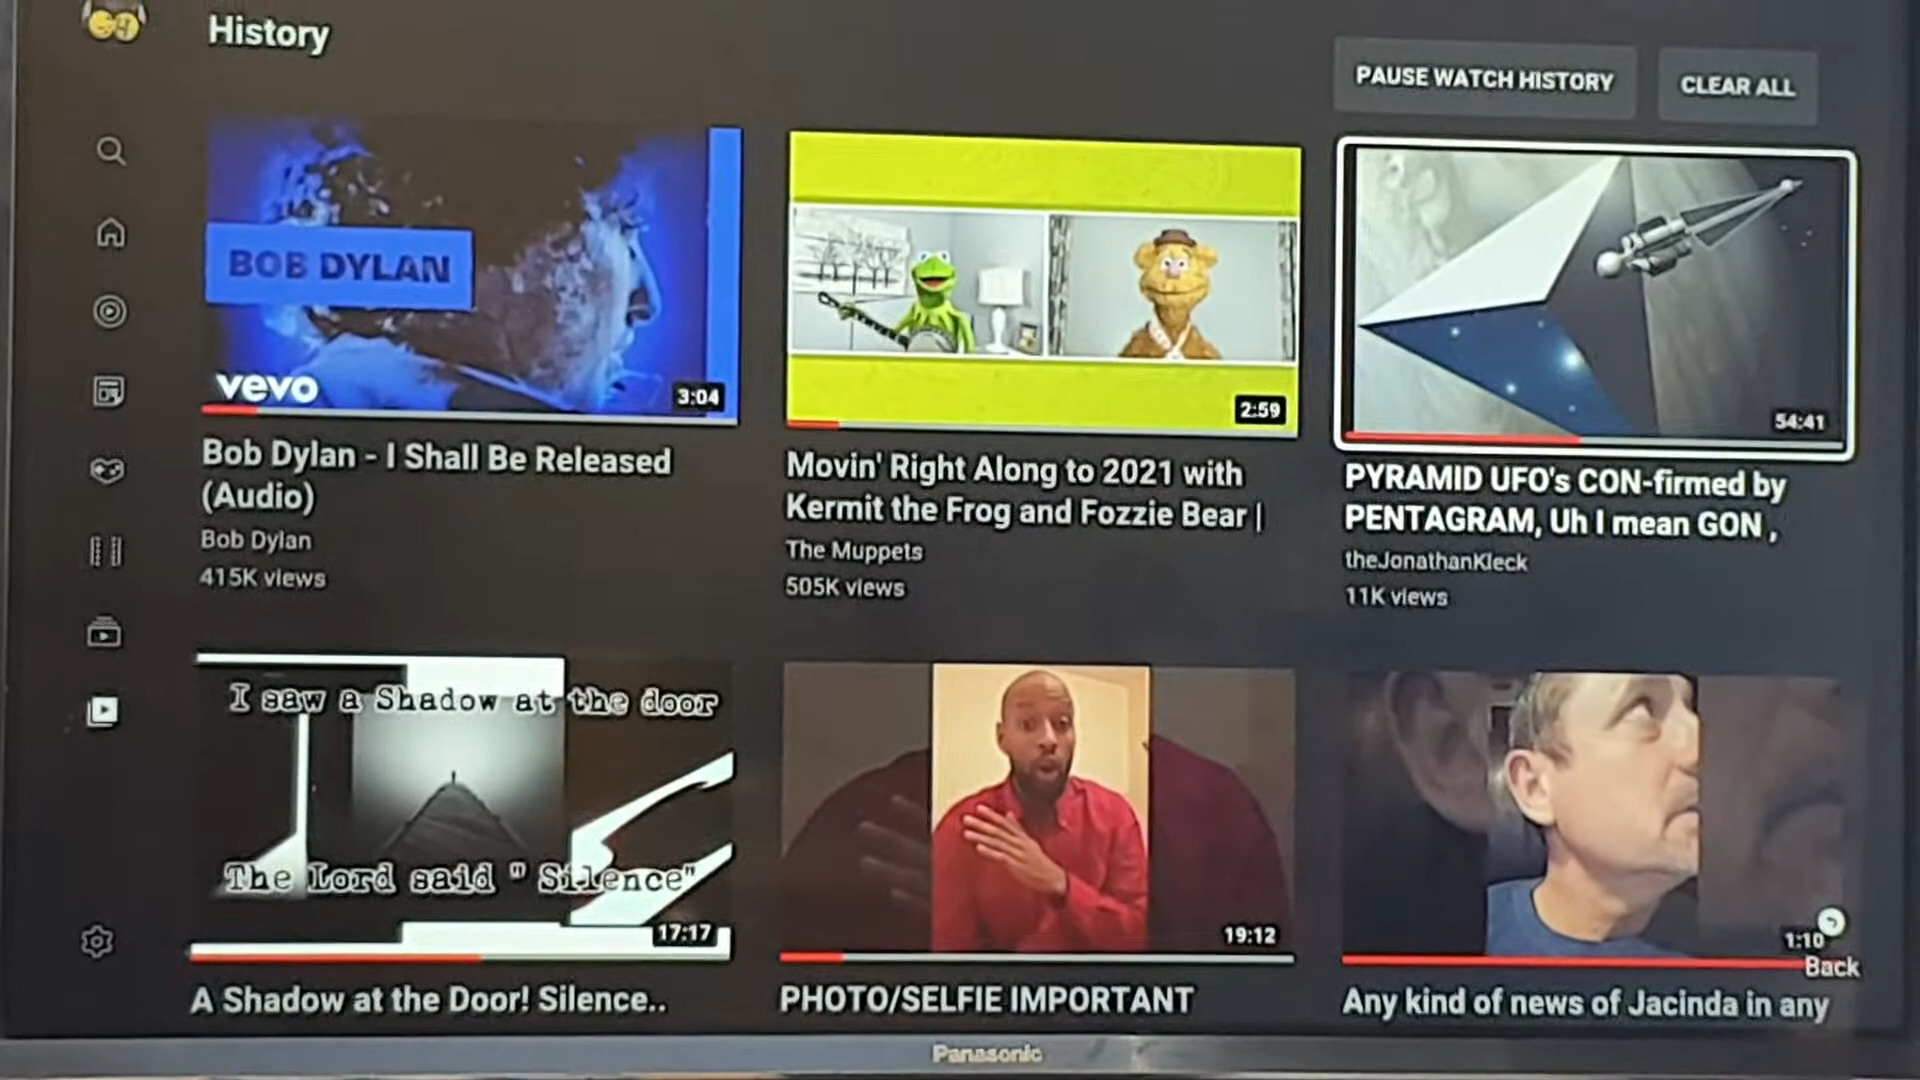 History
PAUSE WATCH HISTORY
CLEAR ALL
BOB DYLAN
vevo
3:04
2:59
54:41
Bob Dylan - I Shall Be Released
(Audio)
Bob Dylan
415K views
Movin' Right Along to 2021 with
Kermit the Frog and Fozzie Bear |
The Muppets
505K views
PYRAMID UFO's CON-firmed by
PENTAGRAM, Uh I mean GON ,
theJonathanKleck
11K views
I saw a Shadow at the door
The Lord said " Silence"
17:17
19:12
1:10
Back
A Shadow at the Door! Silence..
PHOTO/SELFIE IMPORTANT
Any kind of news of Jacinda in any
Panasonic